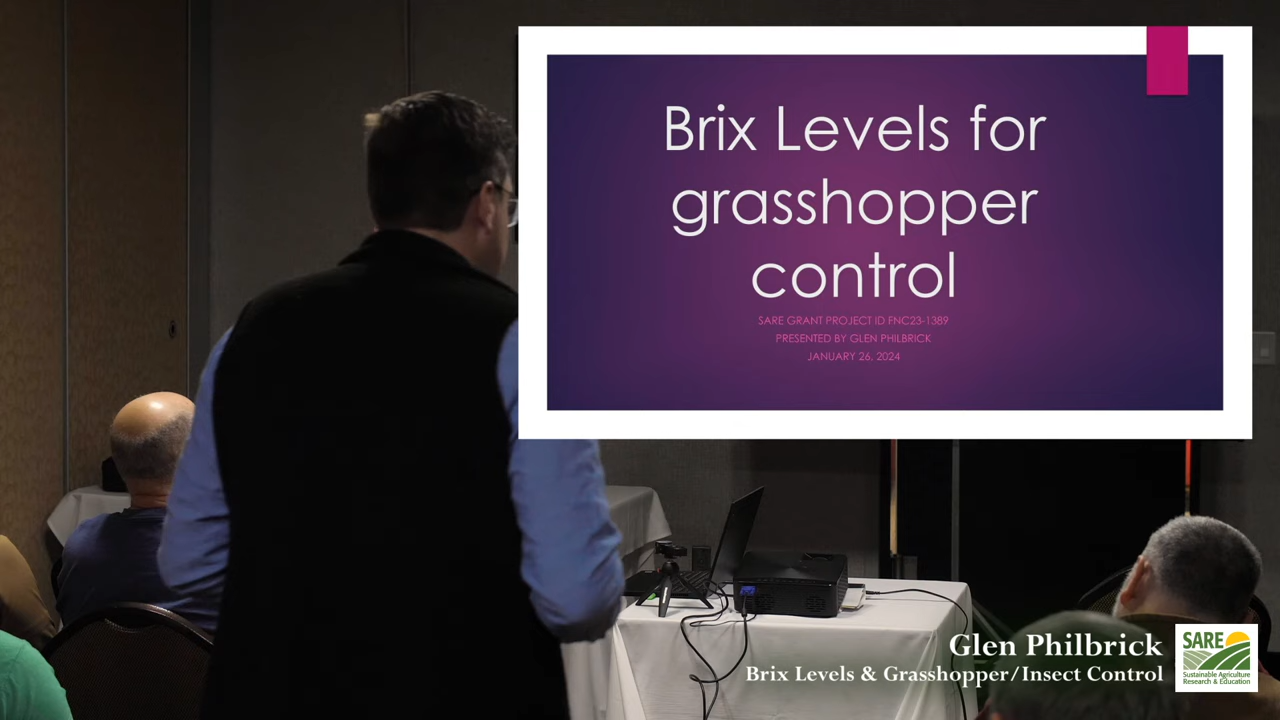 Brix Levels for
grasshopper
control
SARE GRANT PROJECT ID FNC23-1389
PRESENTED BY GLEN PHILBRICK
JANUARY 26, 2024
Glen Philbrick
Brix Levels & Grasshopper/Insect Control
SARE
Sustainable Agriculture
Research & Education